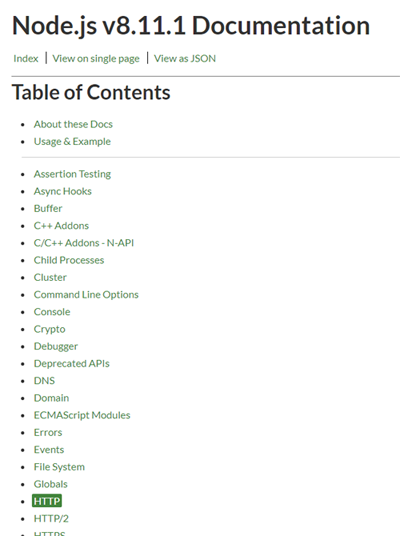 Node.js v8.11.1 Documentation
Index | View on single page | View as JSON
Table of Contents
• About these Docs
• Usage & Example
• Assertion Testing
• Async Hooks
• Buffer
• C++ Addons
• C/C++ Addons - N-API
• Child Processes
• Cluster
• Command Line Options
• Console
• Crypto
• Debugger
• Deprecated APIs
• DNS
• Domain
• ECMAScript Modules
• Errors
• Events
• File System
• Globals
• HTTP
• HTTP/2
• HTTPS